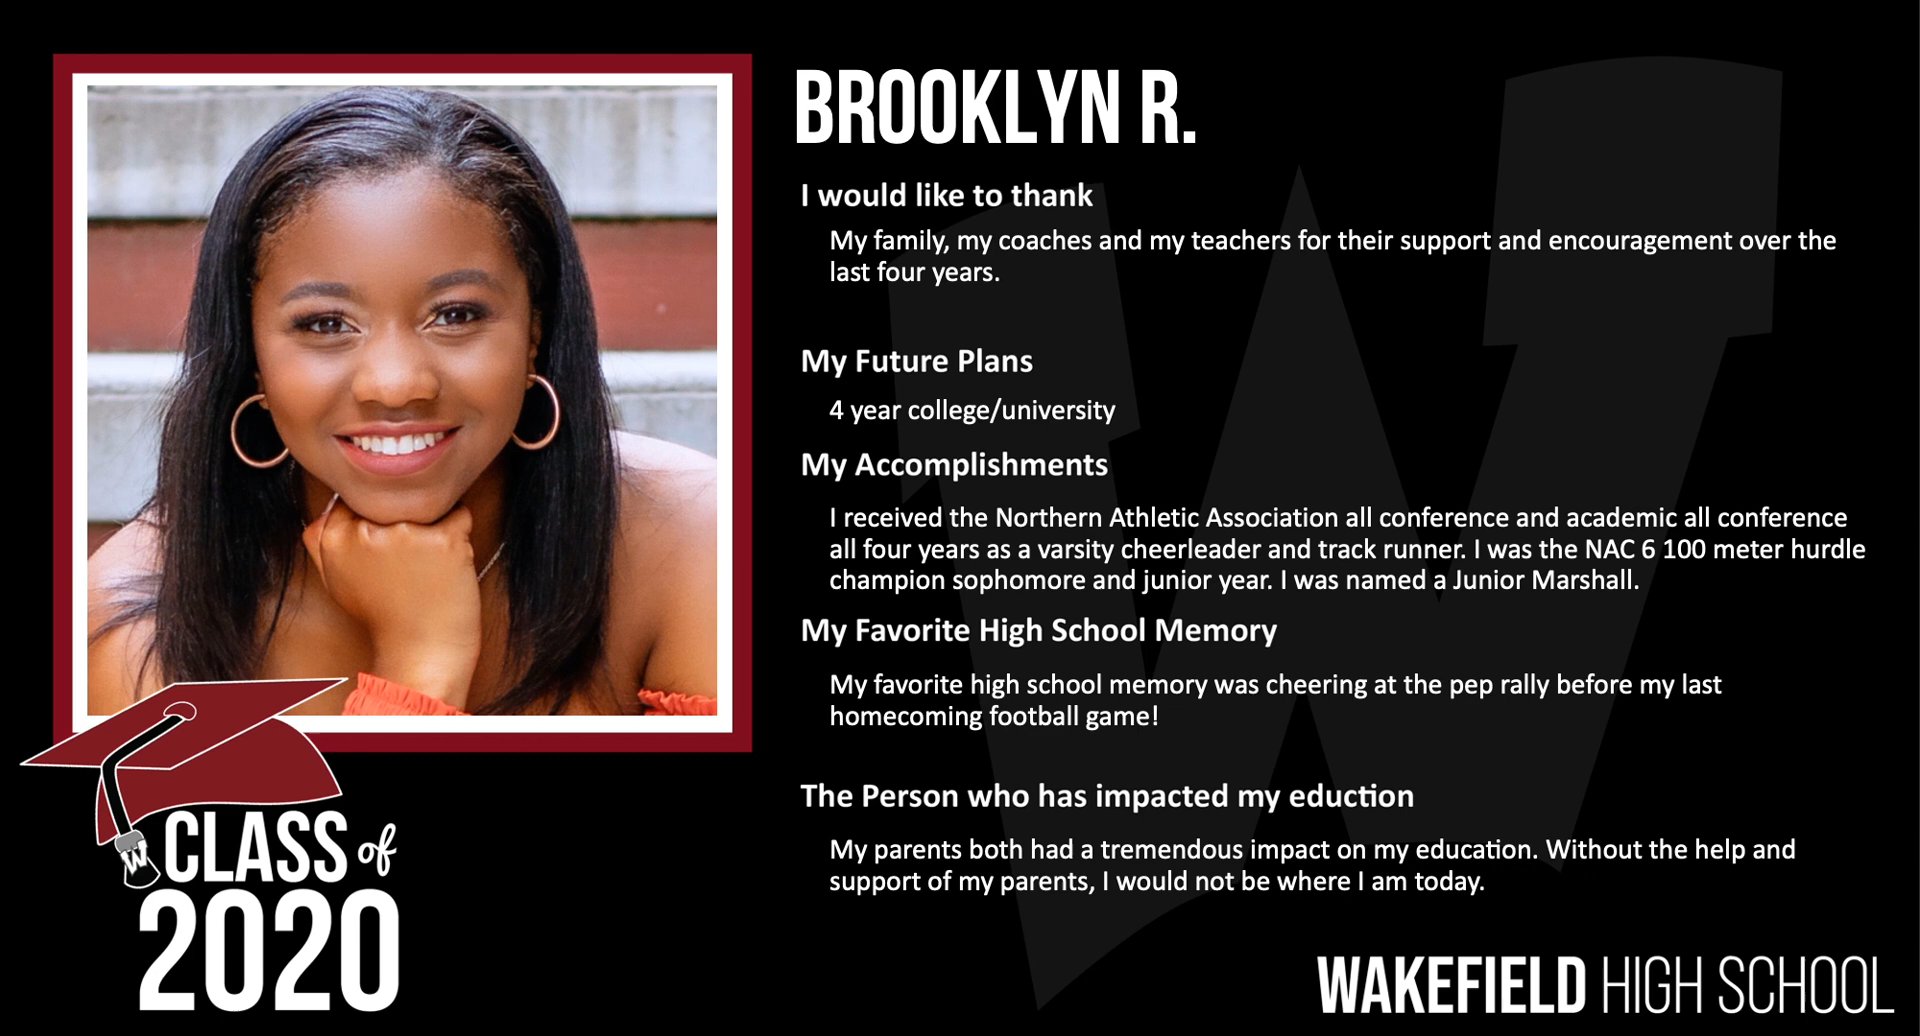 BROOKLYN R.
I would like to thank
My family, my coaches and my teachers for their support and encouragement over the
last four years.
My Future Plans
4 year college/university
My Accomplishments
I received the Northern Athletic Association all conference and academic all conference
all four years as a varsity cheerleader and track runner. I was the NAC 6 100 meter hurdle
champion sophomore and junior year. I was named a Junior Marshall.
My Favorite High School Memory
My favorite high school memory was cheering at the pep rally before my last
homecoming football game!
The Person who has impacted my eduction
My parents both had a tremendous impact on my education. Without the help and
support of my parents, I would not be where I am today.
W
CLASS of
2020
WAKEFIELD HIGH SCHOOL